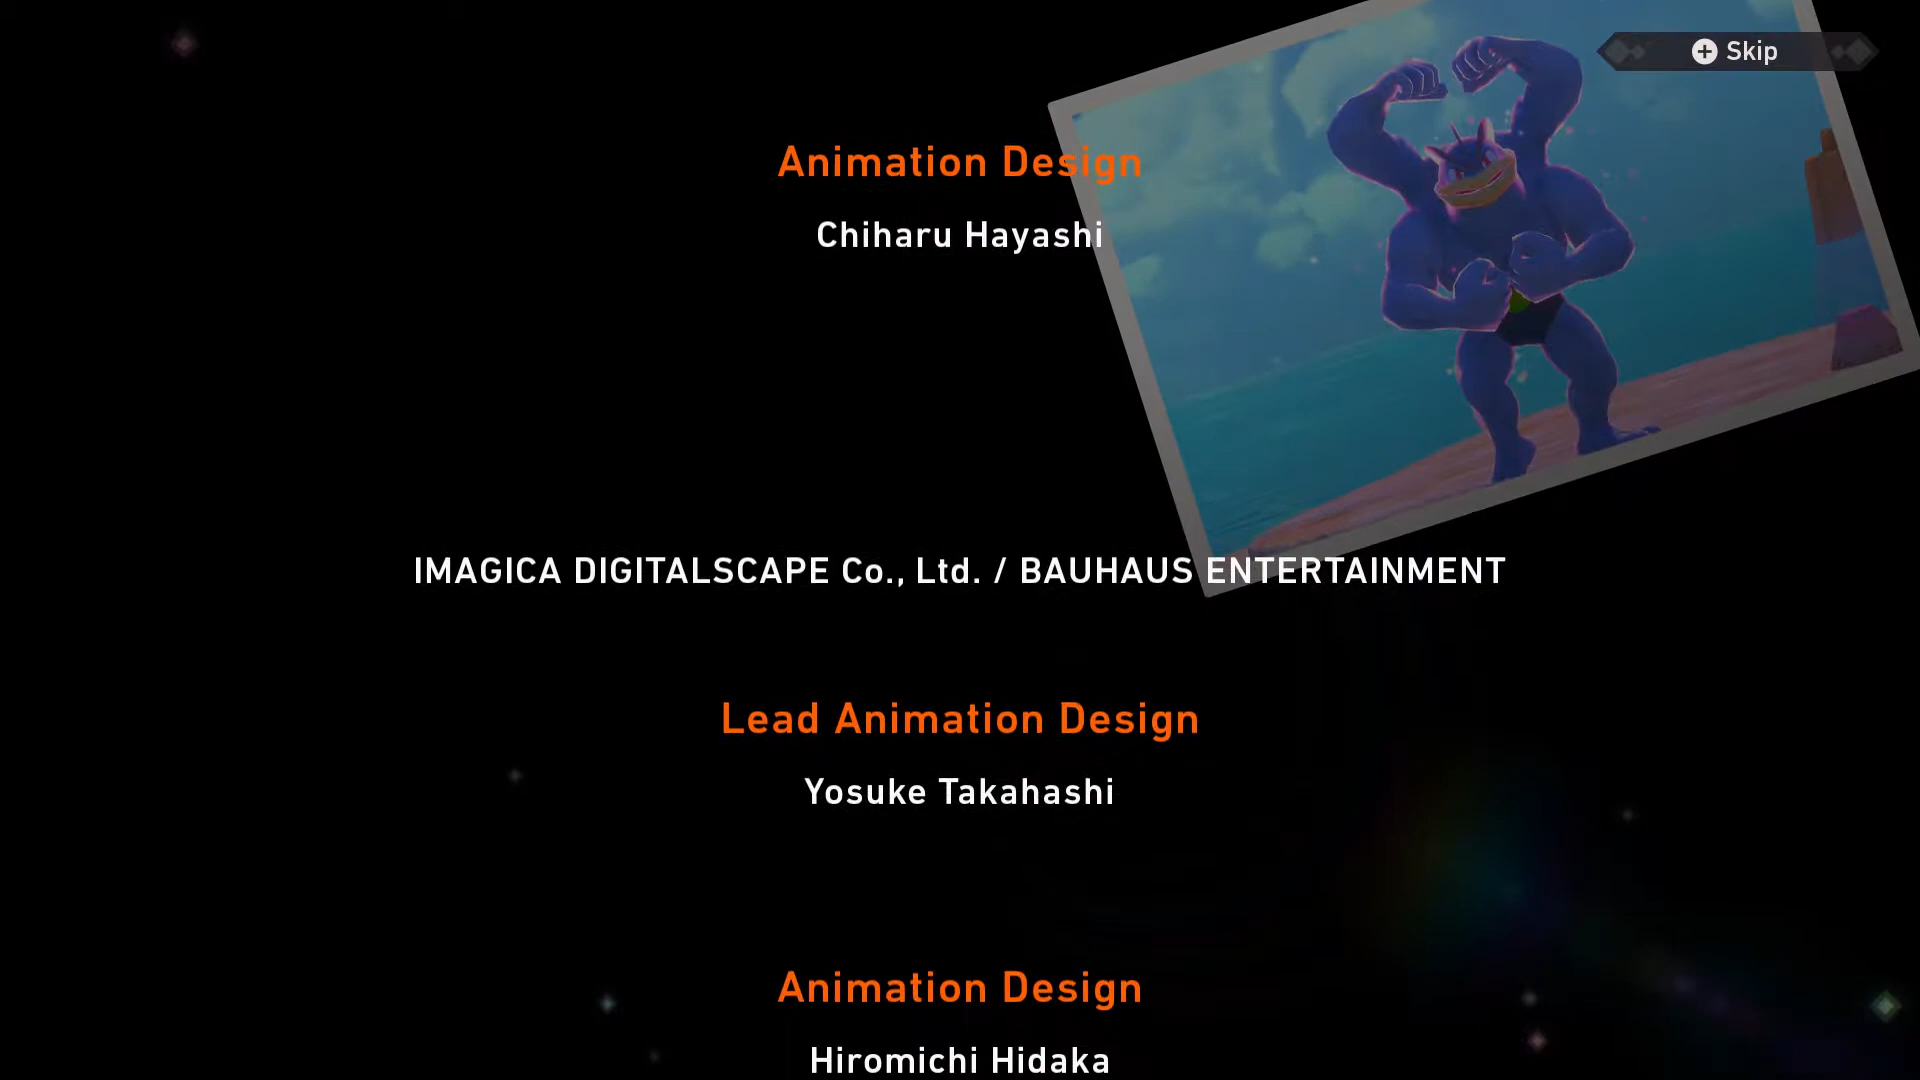 Skip
Animation Design
Chiharu Hayashi
IMAGICA DIGITALSCAPE Co., Ltd. / BAUHAUS ENTERTAINMENT
Lead Animation Design
Yosuke Takahashi
Animation Design
Hiromichi Hidaka